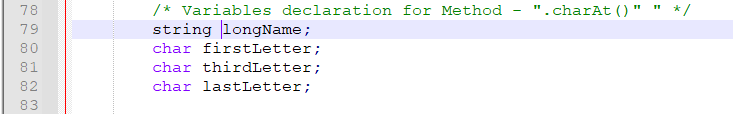 78 /* Variables declaration for Method - ".charAt()" " */
79 string longName;
80 char firstLetter;
81 char thirdLetter;
82 char lastLetter;
83